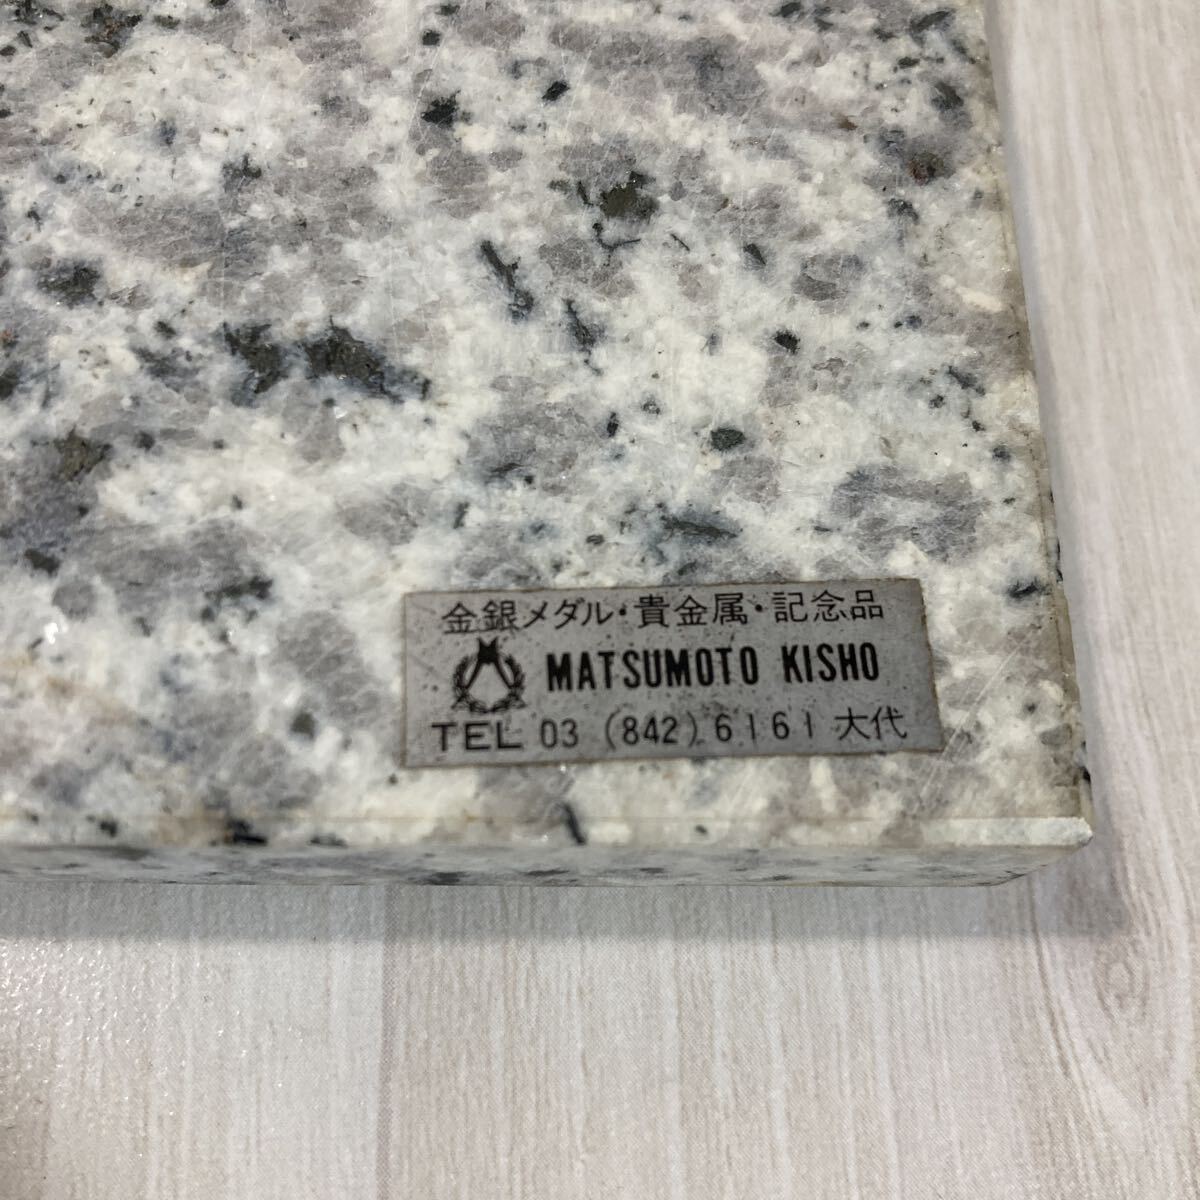 金銀メダル・貴金属・記念品
MATSUMOTO KISHO
TEL 03 (842) 6161 大代